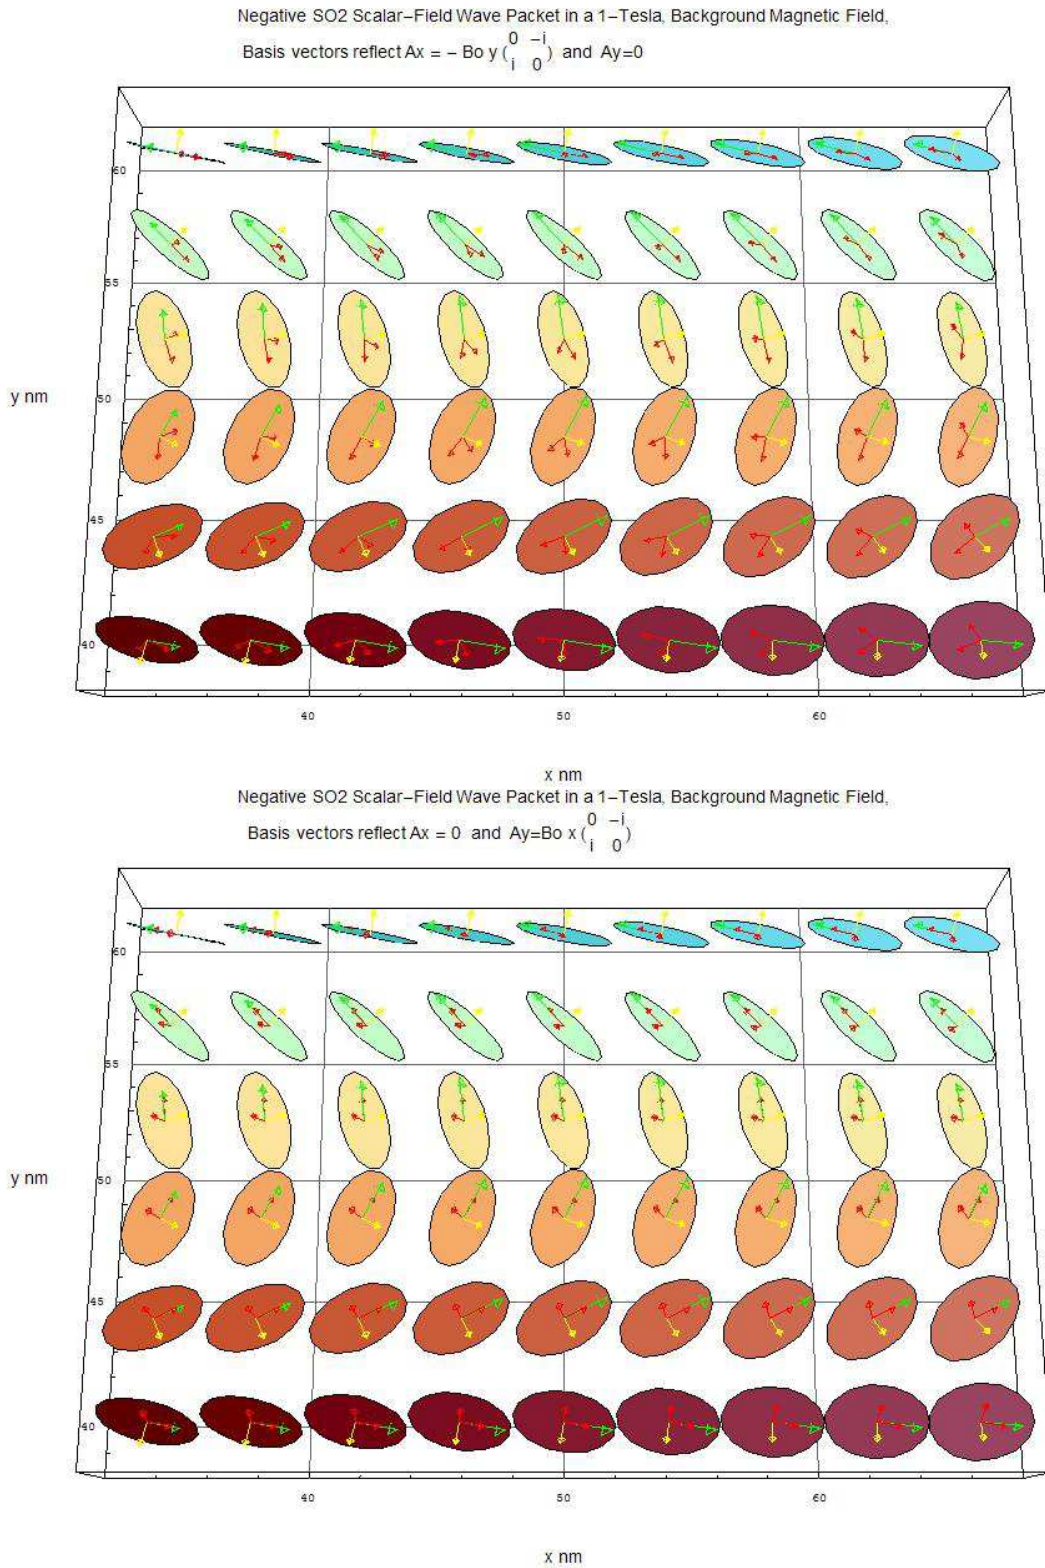 Negative SO2 Scalar-Field Wave Packet in a 1-Tesla, Background Magnetic Field,
Basis vectors reflect Ax = - Bo y (0 -i
i 0) and Ay=0
60
55
y nm
50
45
40
40 50 60
x nm
Negative SO2 Scalar-Field Wave Packet in a 1-Tesla, Background Magnetic Field,
Basis vectors reflect Ax = 0 and Ay=Bo x (0 -i
i 0)
60
55
y nm
50
45
40
40 50 60
x nm